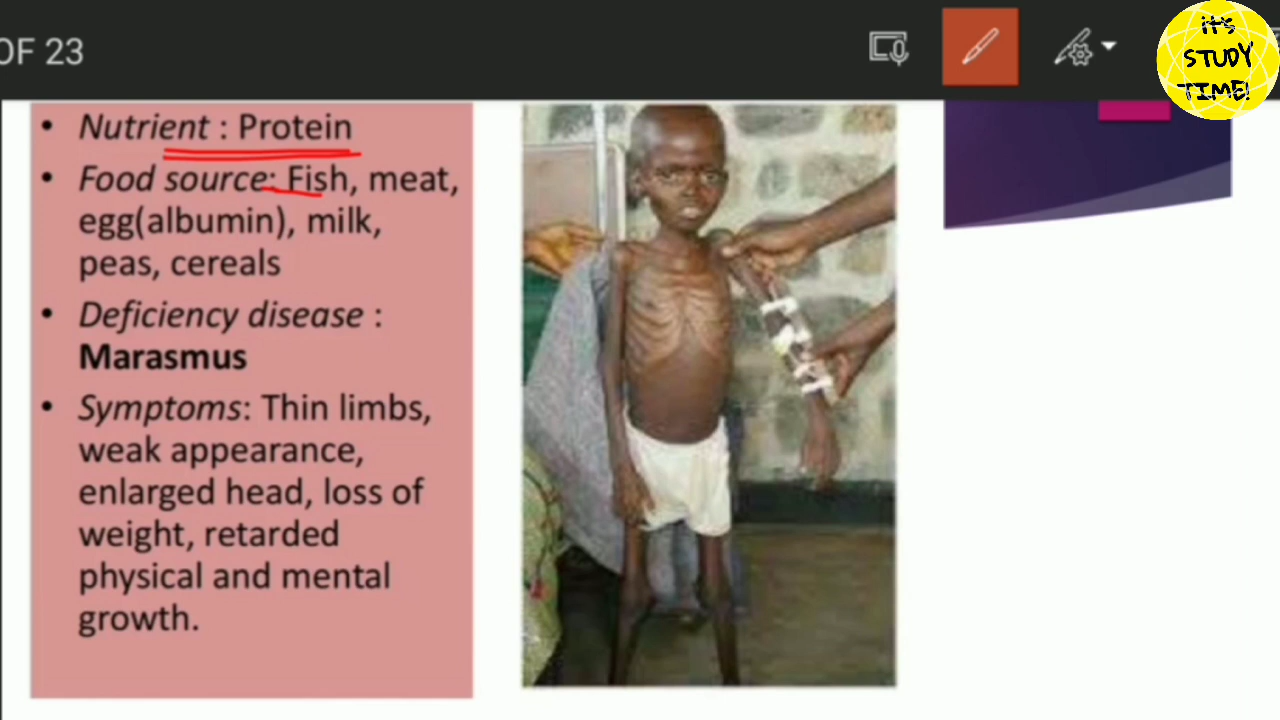 OF 23
its
STUDY
TIME!
• Nutrient : Protein
• Food source: Fish, meat,
egg(albumin), milk,
peas, cereals
• Deficiency disease :
Marasmus
• Symptoms: Thin limbs,
weak appearance,
enlarged head, loss of
weight, retarded
physical and mental
growth.